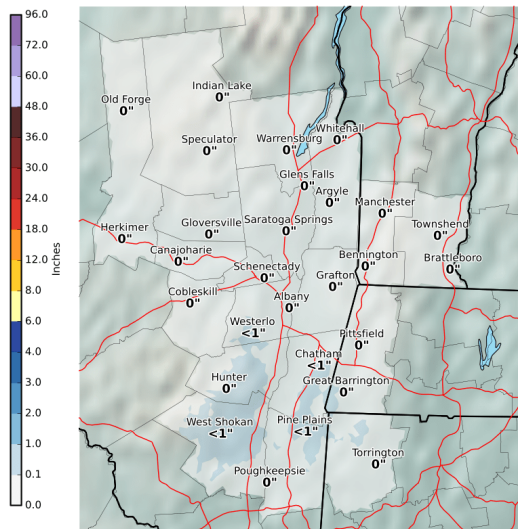 96.0
72.0
60.0
48.0
36.0
30.0
24.0
18.0
12.0
8.0
6.0
4.0
3.0
2.0
1.0
0.1
0.0
Inches
Indian Lake
0"
Old Forge
0"
Speculator
0"
Warrensburg
0"
Whitehall
0"
Glens Falls
0"
Argyle
0"
Manchester
0"
Herkimer
0"
Gloversville
0"
Saratoga Springs
0"
Townshend
0"
Canajoharie
0"
Schenectady
0"
Bennington
0"
Brattleboro
0"
Grafton
0"
Cobleskill
0"
Albany
0"
Westerlo
<1"
Pittsfield
0"
Chatham
<1"
Hunter
0"
Great Barrington
0"
West Shokan
<1"
Pine Plains
<1"
Torrington
0"
Poughkeepsie
0"